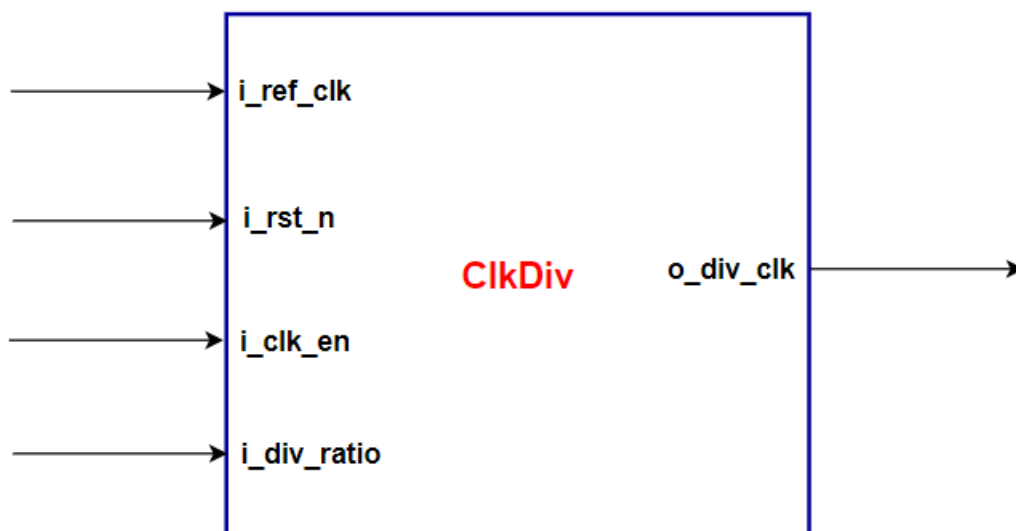 i_ref_clk
i_rst_n
ClkDiv
o_div_clk
i_clk_en
i_div_ratio